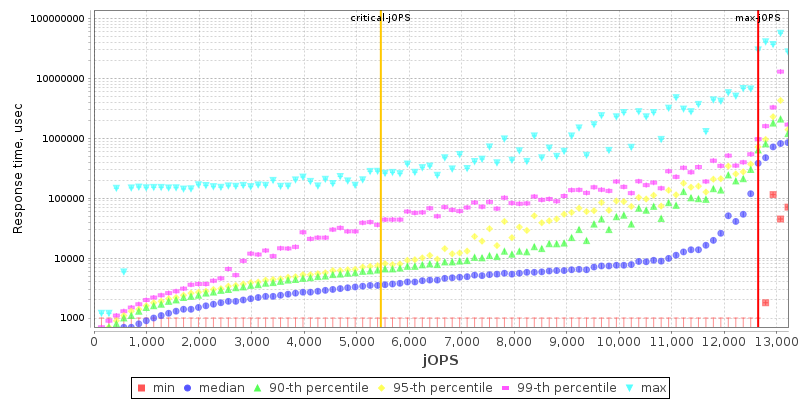 critical-jOPS max-jOPS
100000000
10000000
1000000
100000
10000
1000
Response time, usec
0 1,000 2,000 3,000 4,000 5,000 6,000 7,000 8,000 9,000 10,000 11,000 12,000 13,000
jOPS
min median 90-th percentile 95-th percentile 99-th percentile max